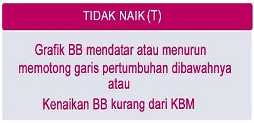 TIDAK NAIK (T)
Grafik BB mendatar atau menurun
memotong garis pertumbuhan dibawahnya
atau
Kenaikan BB kurang dari KBM